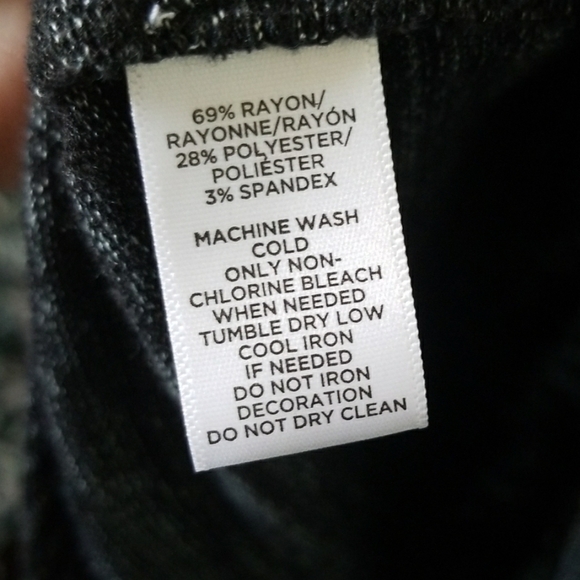 69% RAYON/
RAYONNE/RAYÓN
28% POLYESTER/
POLIÉSTER
3% SPANDEX
MACHINE WASH
COLD
ONLY NON-
CHLORINE BLEACH
WHEN NEEDED
TUMBLE DRY LOW
COOL IRON
IF NEEDED
DO NOT IRON
DECORATION
DO NOT DRY CLEAN